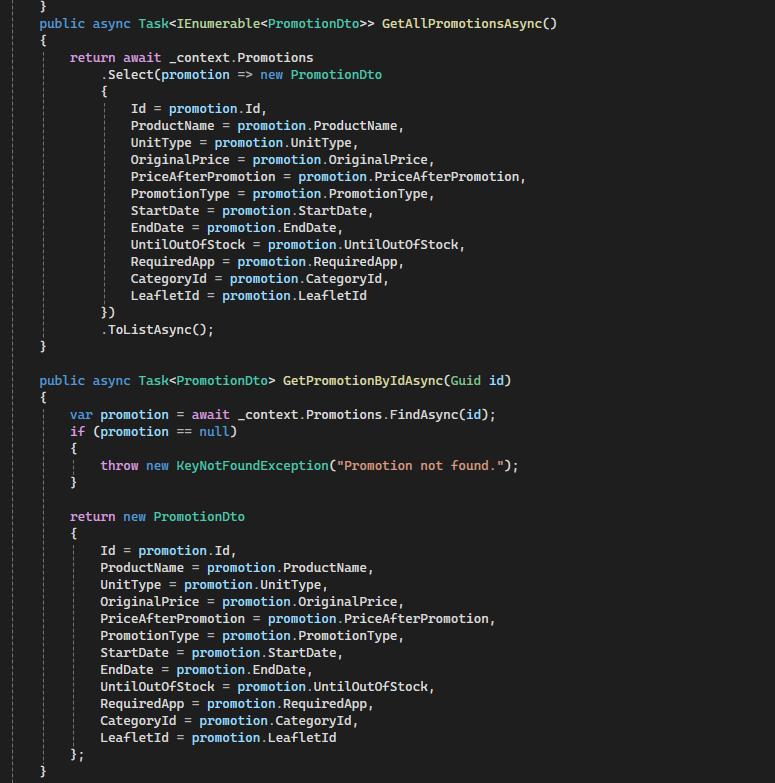 }
public async Task<IEnumerable<PromotionDto>> GetAllPromotionsAsync()
{
    return await _context.Promotions
        .Select(promotion => new PromotionDto
        {
            Id = promotion.Id,
            ProductName = promotion.ProductName,
            UnitType = promotion.UnitType,
            OriginalPrice = promotion.OriginalPrice,
            PriceAfterPromotion = promotion.PriceAfterPromotion,
            PromotionType = promotion.PromotionType,
            StartDate = promotion.StartDate,
            EndDate = promotion.EndDate,
            UntilOutOfStock = promotion.UntilOutOfStock,
            RequiredApp = promotion.RequiredApp,
            CategoryId = promotion.CategoryId,
            LeafletId = promotion.LeafletId
        })
        .ToListAsync();
}

public async Task<PromotionDto> GetPromotionByIdAsync(Guid id)
{
    var promotion = await _context.Promotions.FindAsync(id);
    if (promotion == null)
    {
        throw new KeyNotFoundException("Promotion not found.");
    }

    return new PromotionDto
    {
        Id = promotion.Id,
        ProductName = promotion.ProductName,
        UnitType = promotion.UnitType,
        OriginalPrice = promotion.OriginalPrice,
        PriceAfterPromotion = promotion.PriceAfterPromotion,
        PromotionType = promotion.PromotionType,
        StartDate = promotion.StartDate,
        EndDate = promotion.EndDate,
        UntilOutOfStock = promotion.UntilOutOfStock,
        RequiredApp = promotion.RequiredApp,
        CategoryId = promotion.CategoryId,
        LeafletId = promotion.LeafletId
    };
}